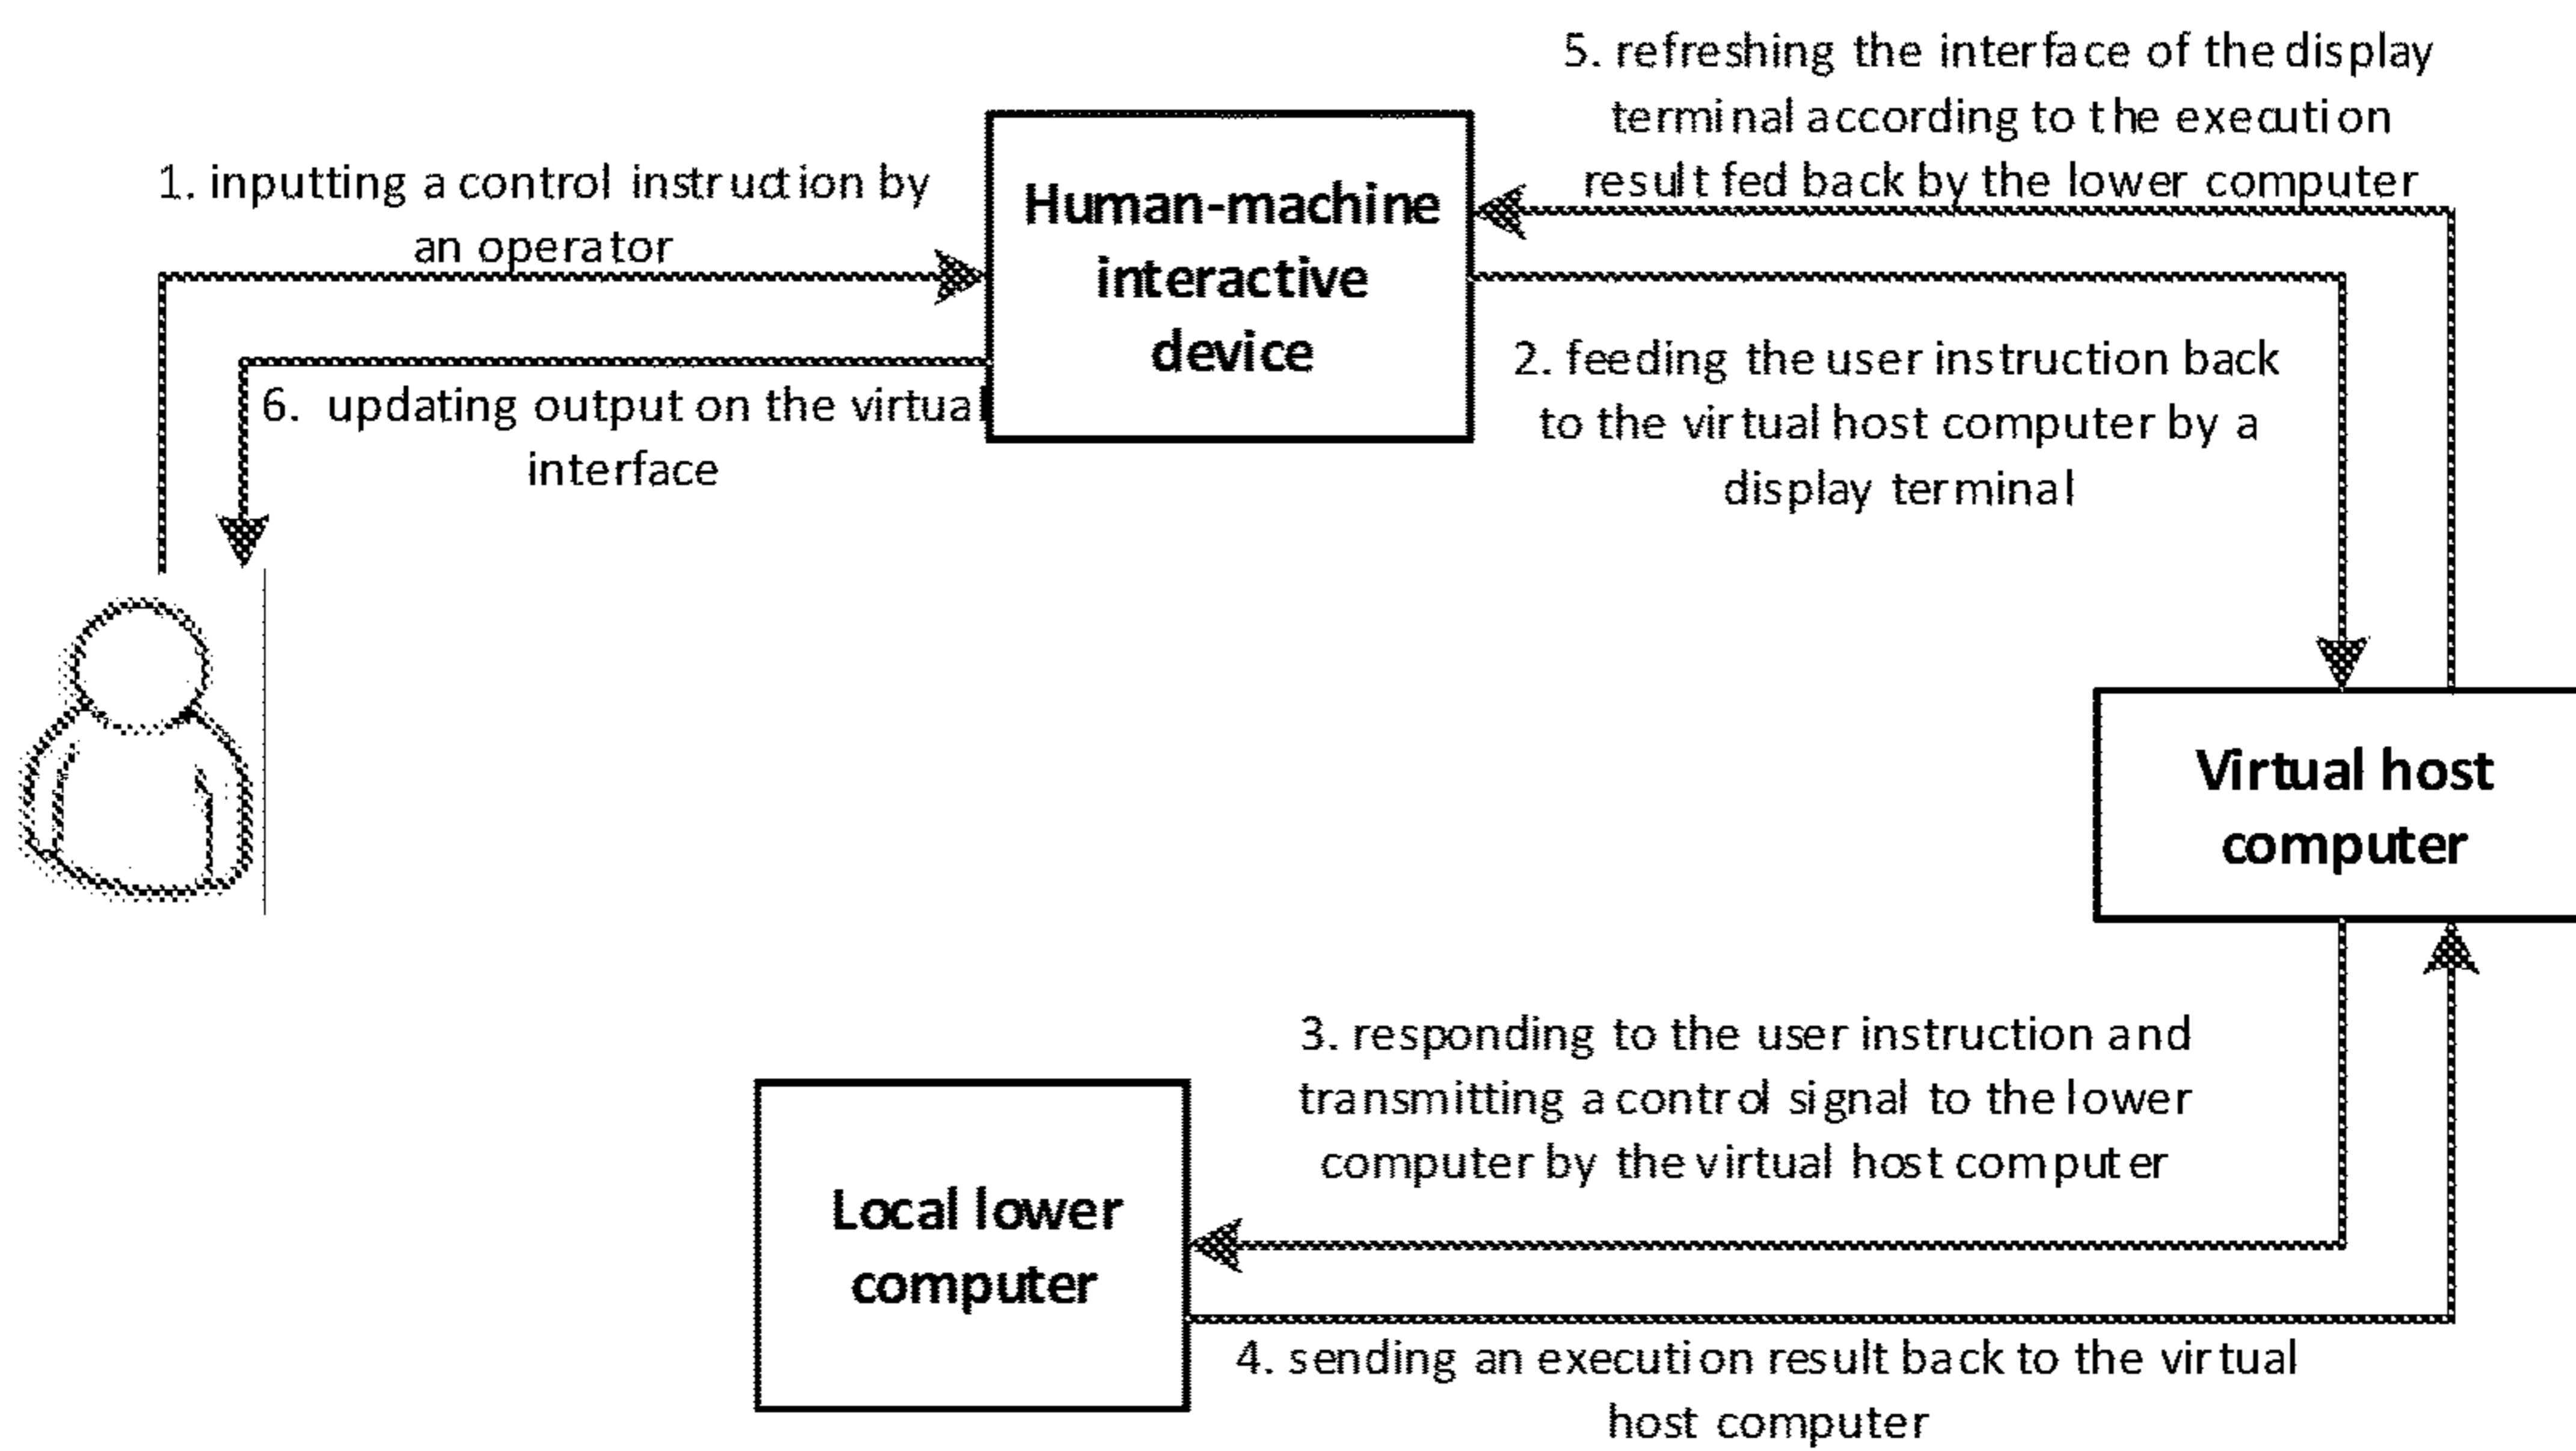 1. inputting a control instruction by
an operator
Human-machine
interactive
device
5. refreshing the interface of the display
terminal according to the execution
result fed back by the lower computer
6. updating output on the virtual
interface
2. feeding the user instruction back
to the virtual host computer by a
display terminal
Virtual host
computer
3. responding to the user instruction and
transmitting a control signal to the lower
computer by the virtual host computer
Local lower
computer
4. sending an execution result back to the virtual
host computer